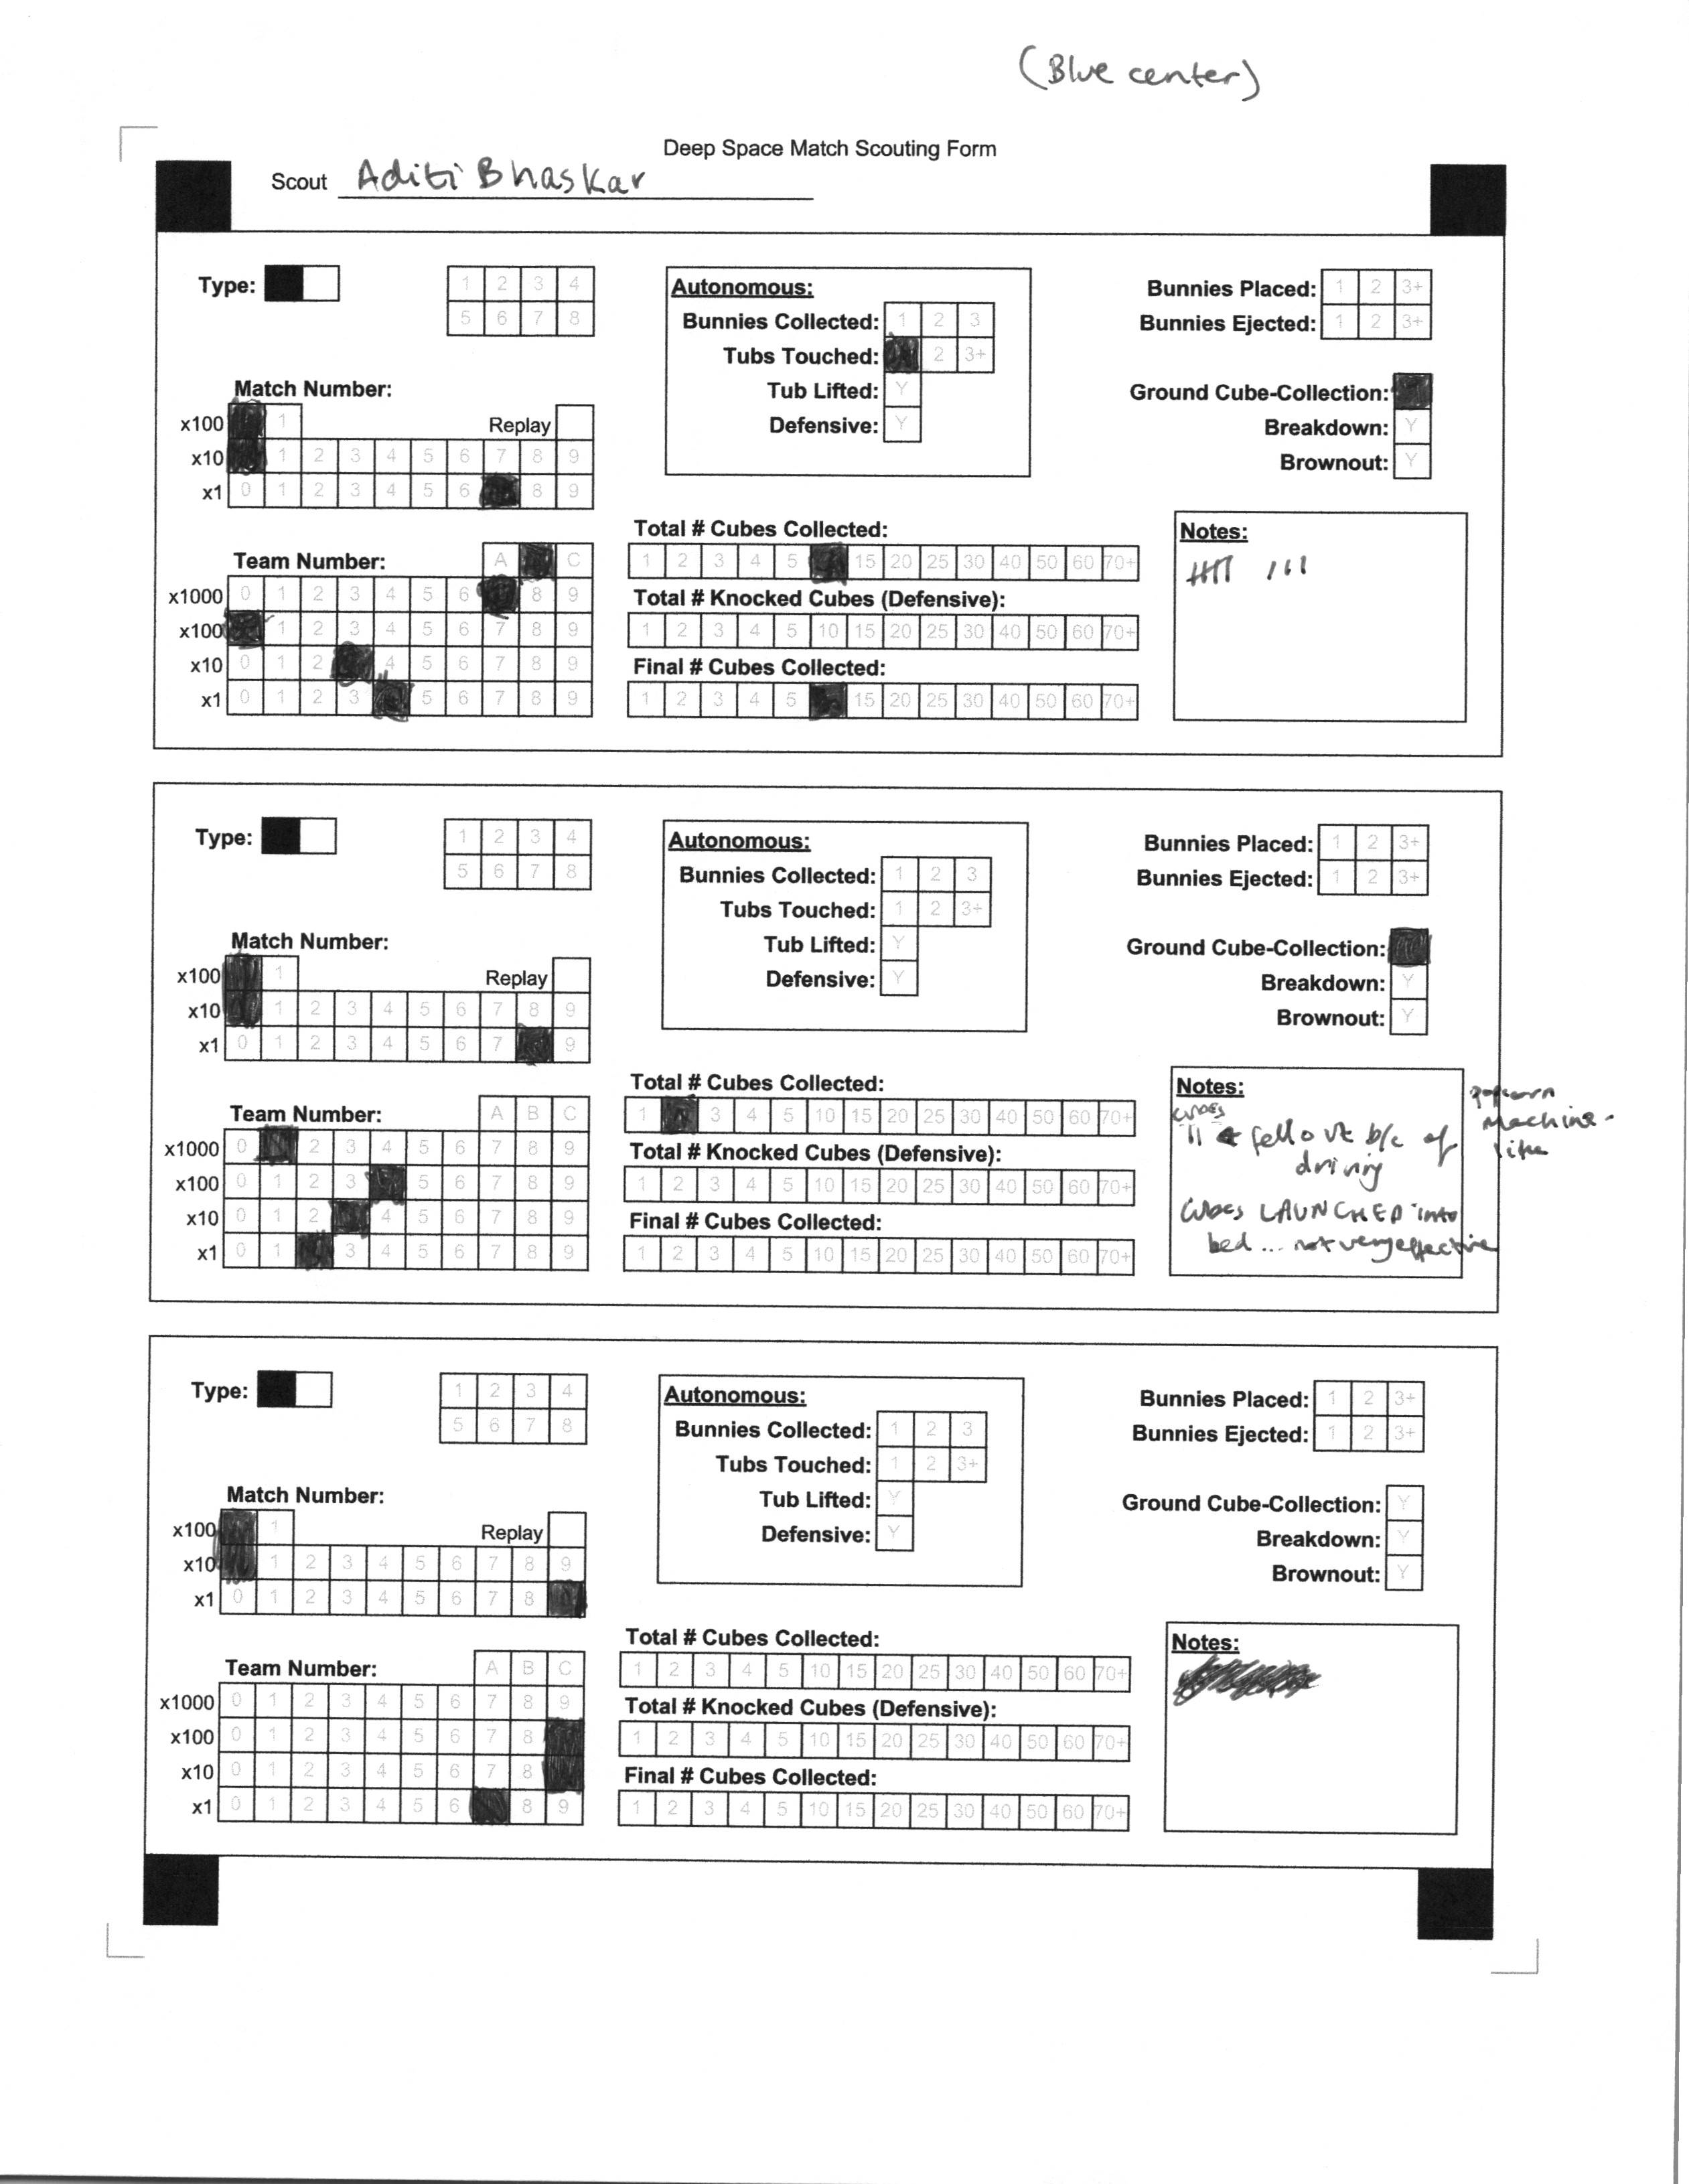 (Blue center)
Deep Space Match Scouting Form
Scout Aditi Bhaskar
Type:
1 2 3 4
5 6 7 8
Match Number:
x100 1 Replay
x10 1 2 3 4 5 6 7 8 9
x1 0 1 2 3 4 5 6 8 9
Team Number: A C
x1000 0 1 2 3 4 5 6 8 9
x100 1 2 3 4 5 6 7 8 9
x10 0 1 2 4 5 6 7 8 9
x1 0 1 2 3 5 6 7 8 9
Autonomous:
Bunnies Collected: 1 2 3
Tubs Touched: 2 3+
Tub Lifted: Y
Defensive: Y
Total # Cubes Collected:
1 2 3 4 5 15 20 25 30 40 50 60 70+
Total # Knocked Cubes (Defensive):
1 2 3 4 5 10 15 20 25 30 40 50 60 70+
Final # Cubes Collected:
1 2 3 4 5 15 20 25 30 40 50 60 70+
Bunnies Placed: 1 2 3+
Bunnies Ejected: 1 2 3+
Ground Cube-Collection:
Breakdown: Y
Brownout: Y
Notes:
Type:
1 2 3 4
5 6 7 8
Match Number:
x100 1 Replay
x10 1 2 3 4 5 6 7 8 9
x1 0 1 2 3 4 5 6 7 9
Team Number: A B C
x1000 0 2 3 4 5 6 7 8 9
x100 0 1 2 3 5 6 7 8 9
x10 0 1 2 4 5 6 7 8 9
x1 0 1 3 4 5 6 7 8 9
Autonomous:
Bunnies Collected: 1 2 3
Tubs Touched: 1 2 3+
Tub Lifted: Y
Defensive: Y
Total # Cubes Collected:
1 3 4 5 10 15 20 25 30 40 50 60 70+
Total # Knocked Cubes (Defensive):
1 2 3 4 5 10 15 20 25 30 40 50 60 70+
Final # Cubes Collected:
1 2 3 4 5 10 15 20 25 30 40 50 60 70+
Bunnies Placed: 1 2 3+
Bunnies Ejected: 1 2 3+
Ground Cube-Collection:
Breakdown: Y
Brownout: Y
Notes:
cubes
fell out b/c of
driving
cubes LAUNCHED into
bed... not very effective
popcorn
machine-
like
Type:
1 2 3 4
5 6 7 8
Match Number:
x100 1 Replay
x10 1 2 3 4 5 6 7 8 9
x1 0 1 2 3 4 5 6 7 8
Team Number: A B C
x1000 0 1 2 3 4 5 6 7 8 9
x100 0 1 2 3 4 5 6 7 8
x10 0 1 2 3 4 5 6 7 8
x1 0 1 2 3 4 5 6 8 9
Autonomous:
Bunnies Collected: 1 2 3
Tubs Touched: 1 2 3+
Tub Lifted: Y
Defensive: Y
Total # Cubes Collected:
1 2 3 4 5 10 15 20 25 30 40 50 60 70+
Total # Knocked Cubes (Defensive):
1 2 3 4 5 10 15 20 25 30 40 50 60 70+
Final # Cubes Collected:
1 2 3 4 5 10 15 20 25 30 40 50 60 70+
Bunnies Placed: 1 2 3+
Bunnies Ejected: 1 2 3+
Ground Cube-Collection: Y
Breakdown: Y
Brownout: Y
Notes: